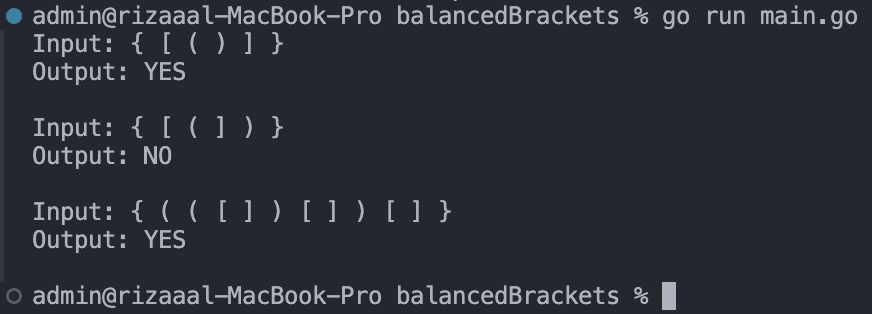 admin@rizaaal-MacBook-Pro balancedBrackets % go run main.go
Input: { [ ( ) ] }
Output: YES
Input: { [ ( ] ) }
Output: NO
Input: { ( ( [ ] ) [ ] ) [ ] }
Output: YES
admin@rizaaal-MacBook-Pro balancedBrackets %